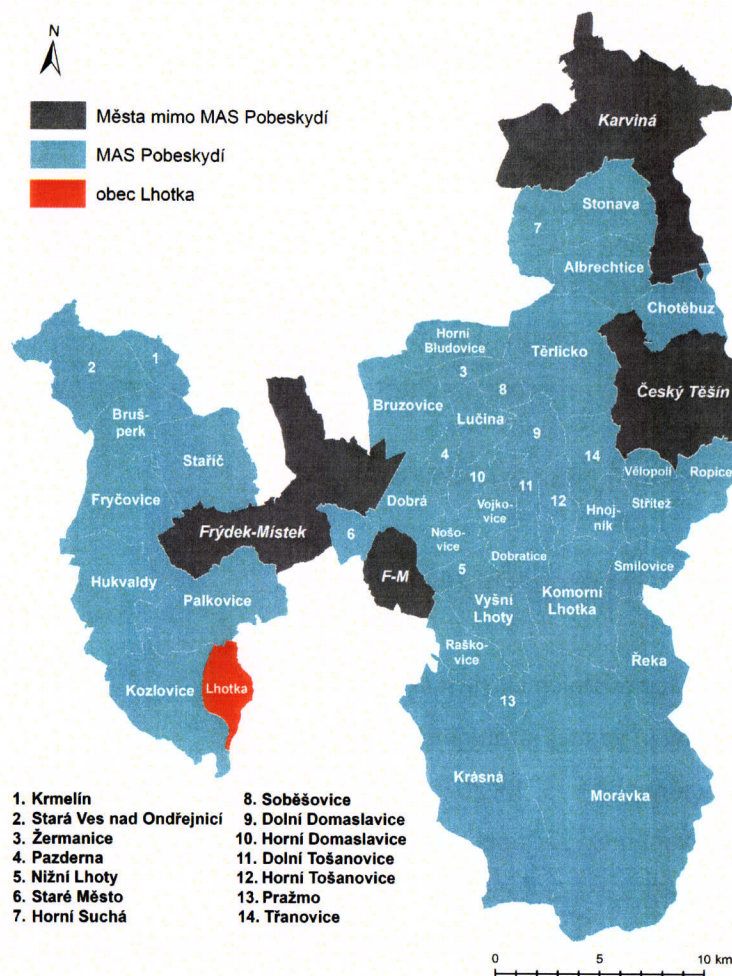 N
Města mimo MAS Pobeskydí
MAS Pobeskydí
obec Lhotka
Karviná
Stonava
7
Albrechtice
Chotěbuz
Horní
Bludovice
Těrlicko
2
1
3
Český Těšín
8
Bruzovice
Bruš-
perk
Lučina
9
Staříč
4
14
Vělopolí
Ropice
10
11
Fryčovice
Dobrá
Vojko-
vice
12
Hnoj-
ník
Střítež
Frýdek-Místek
6
Nošo-
vice
Dobratice
Smilovice
Hukvaldy
F-M
5
Palkovice
Vyšní
Lhoty
Komorní
Lhotka
Raško-
vice
Řeka
Kozlovice
Lhotka
13
Krásná
Morávka
1. Krmelín
2. Stará Ves nad Ondřejnicí
3. Žermanice
4. Pazderna
5. Nižní Lhoty
6. Staré Město
7. Horní Suchá
8. Soběšovice
9. Dolní Domaslavice
10. Horní Domaslavice
11. Dolní Tošanovice
12. Horní Tošanovice
13. Pražmo
14. Třanovice
0 5 10 km